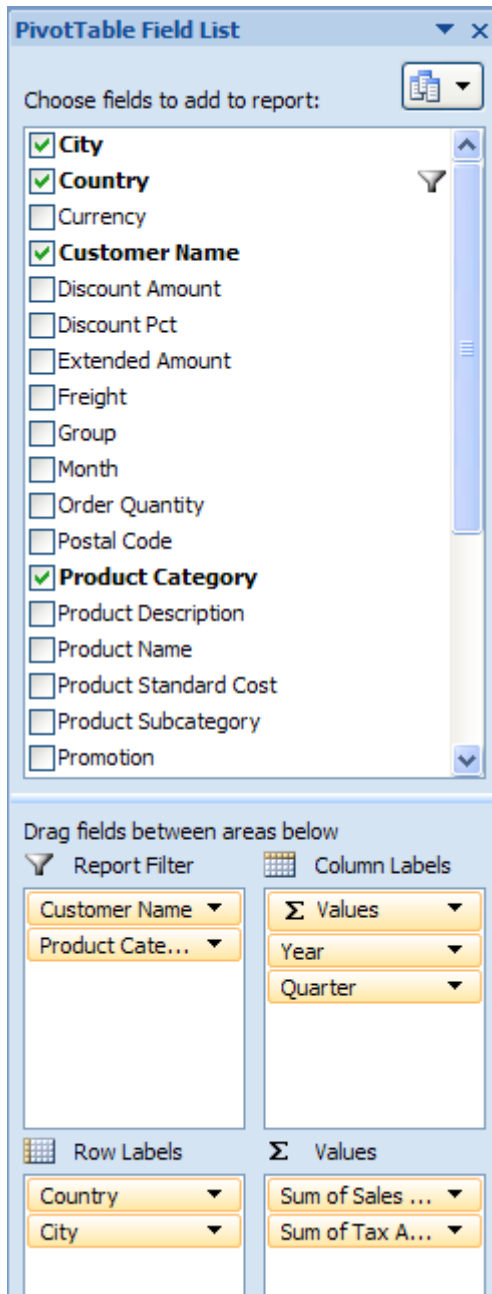 PivotTable Field List
Choose fields to add to report:
City
Country
Currency
Customer Name
Discount Amount
Discount Pct
Extended Amount
Freight
Group
Month
Order Quantity
Postal Code
Product Category
Product Description
Product Name
Product Standard Cost
Product Subcategory
Promotion
Drag fields between areas below
Report Filter
Column Labels
Customer Name
Σ Values
Product Cate...
Year
Quarter
Row Labels
Σ Values
Country
Sum of Sales ...
City
Sum of Tax A...